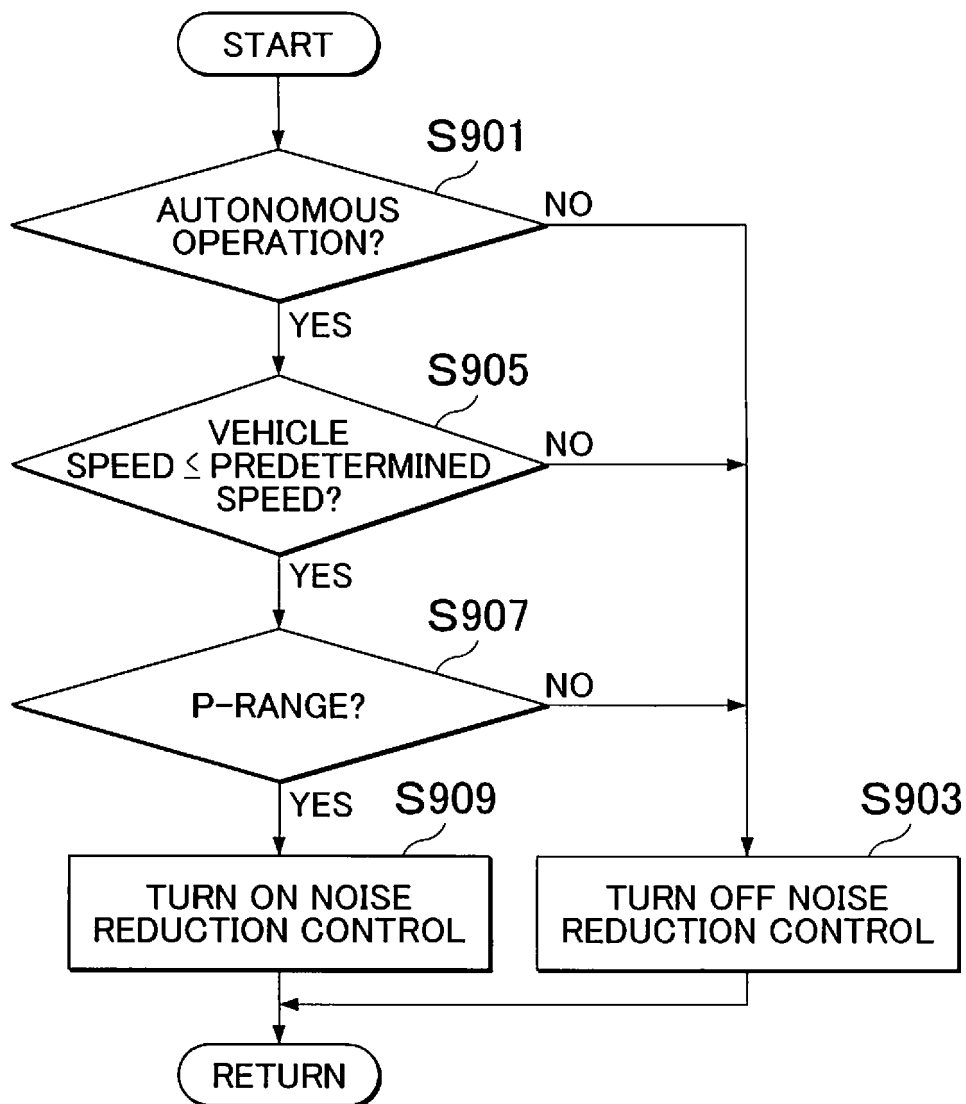 START
S901
AUTONOMOUS
OPERATION?
NO
YES
S905
VEHICLE
SPEED ≤ PREDETERMINED
SPEED?
NO
YES
S907
P-RANGE?
NO
YES
S909
TURN ON NOISE
REDUCTION CONTROL
S903
TURN OFF NOISE
REDUCTION CONTROL
RETURN